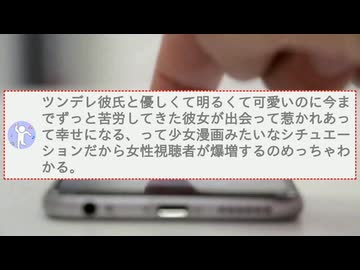 ツンデレ彼氏と優しくて明るくて可愛いのに今ま
でずっと苦労してきた彼女が出会って惹かれあっ
て幸せになる、って少女漫画みたいなシチュエー
ションだから女性視聴者が爆増するのめっちゃわ
かる。